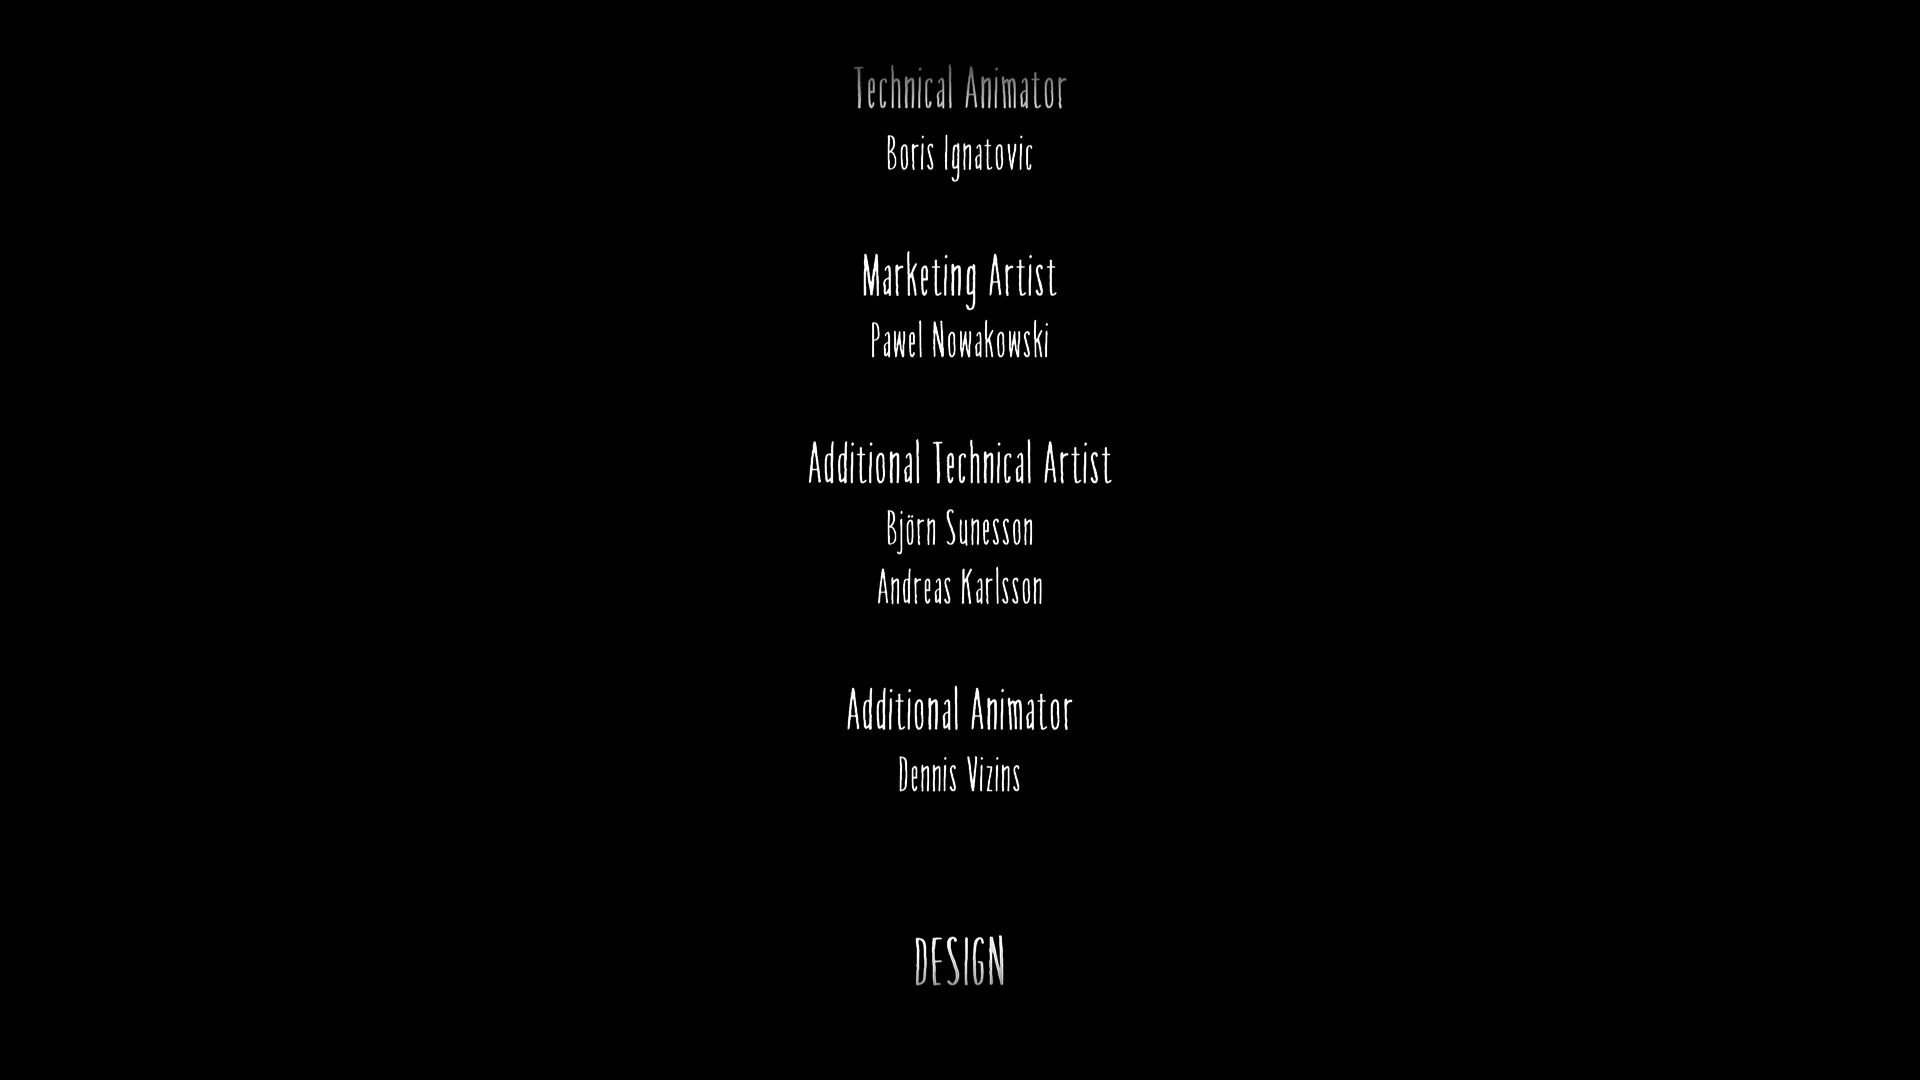 Technical Animator
Boris Ignatovic
Marketing Artist
Pawel Nowakowski
Additional Technical Artist
Björn Sunesson
Andreas Karlsson
Additional Animator
Dennis Vizins
DESIGN